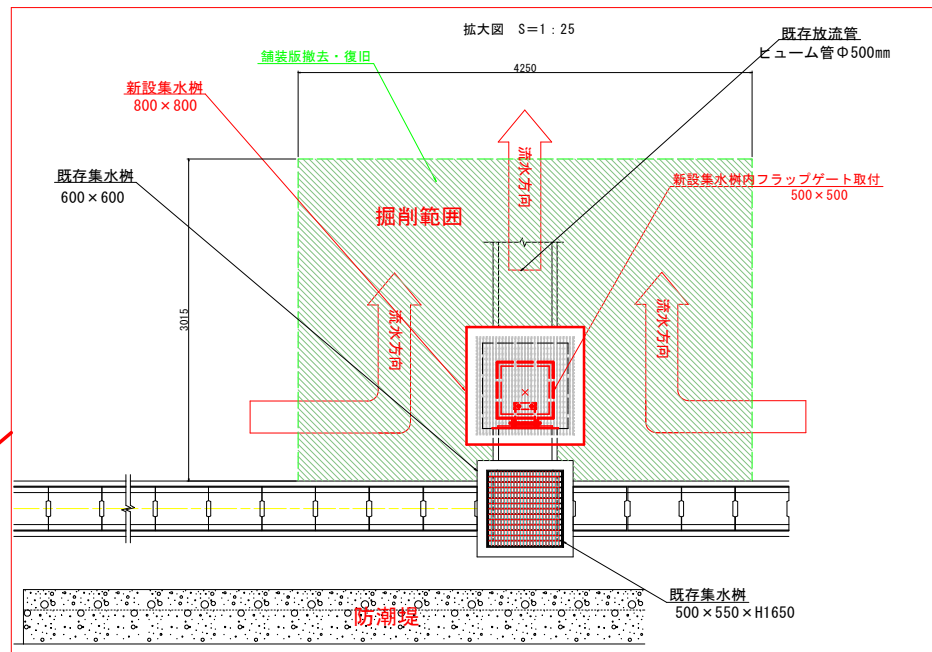 拡大図 S=1：25
既存放流管
ヒューム管Φ500mm
舗装版撤去・復旧
4250
新設集水桝
800×800
既存集水桝
600×600
流水方向
新設集水桝内フラップゲート取付
500×500
掘削範囲
3015
流水方向
流水方向
既存集水桝
500×550×H1650
防潮堤